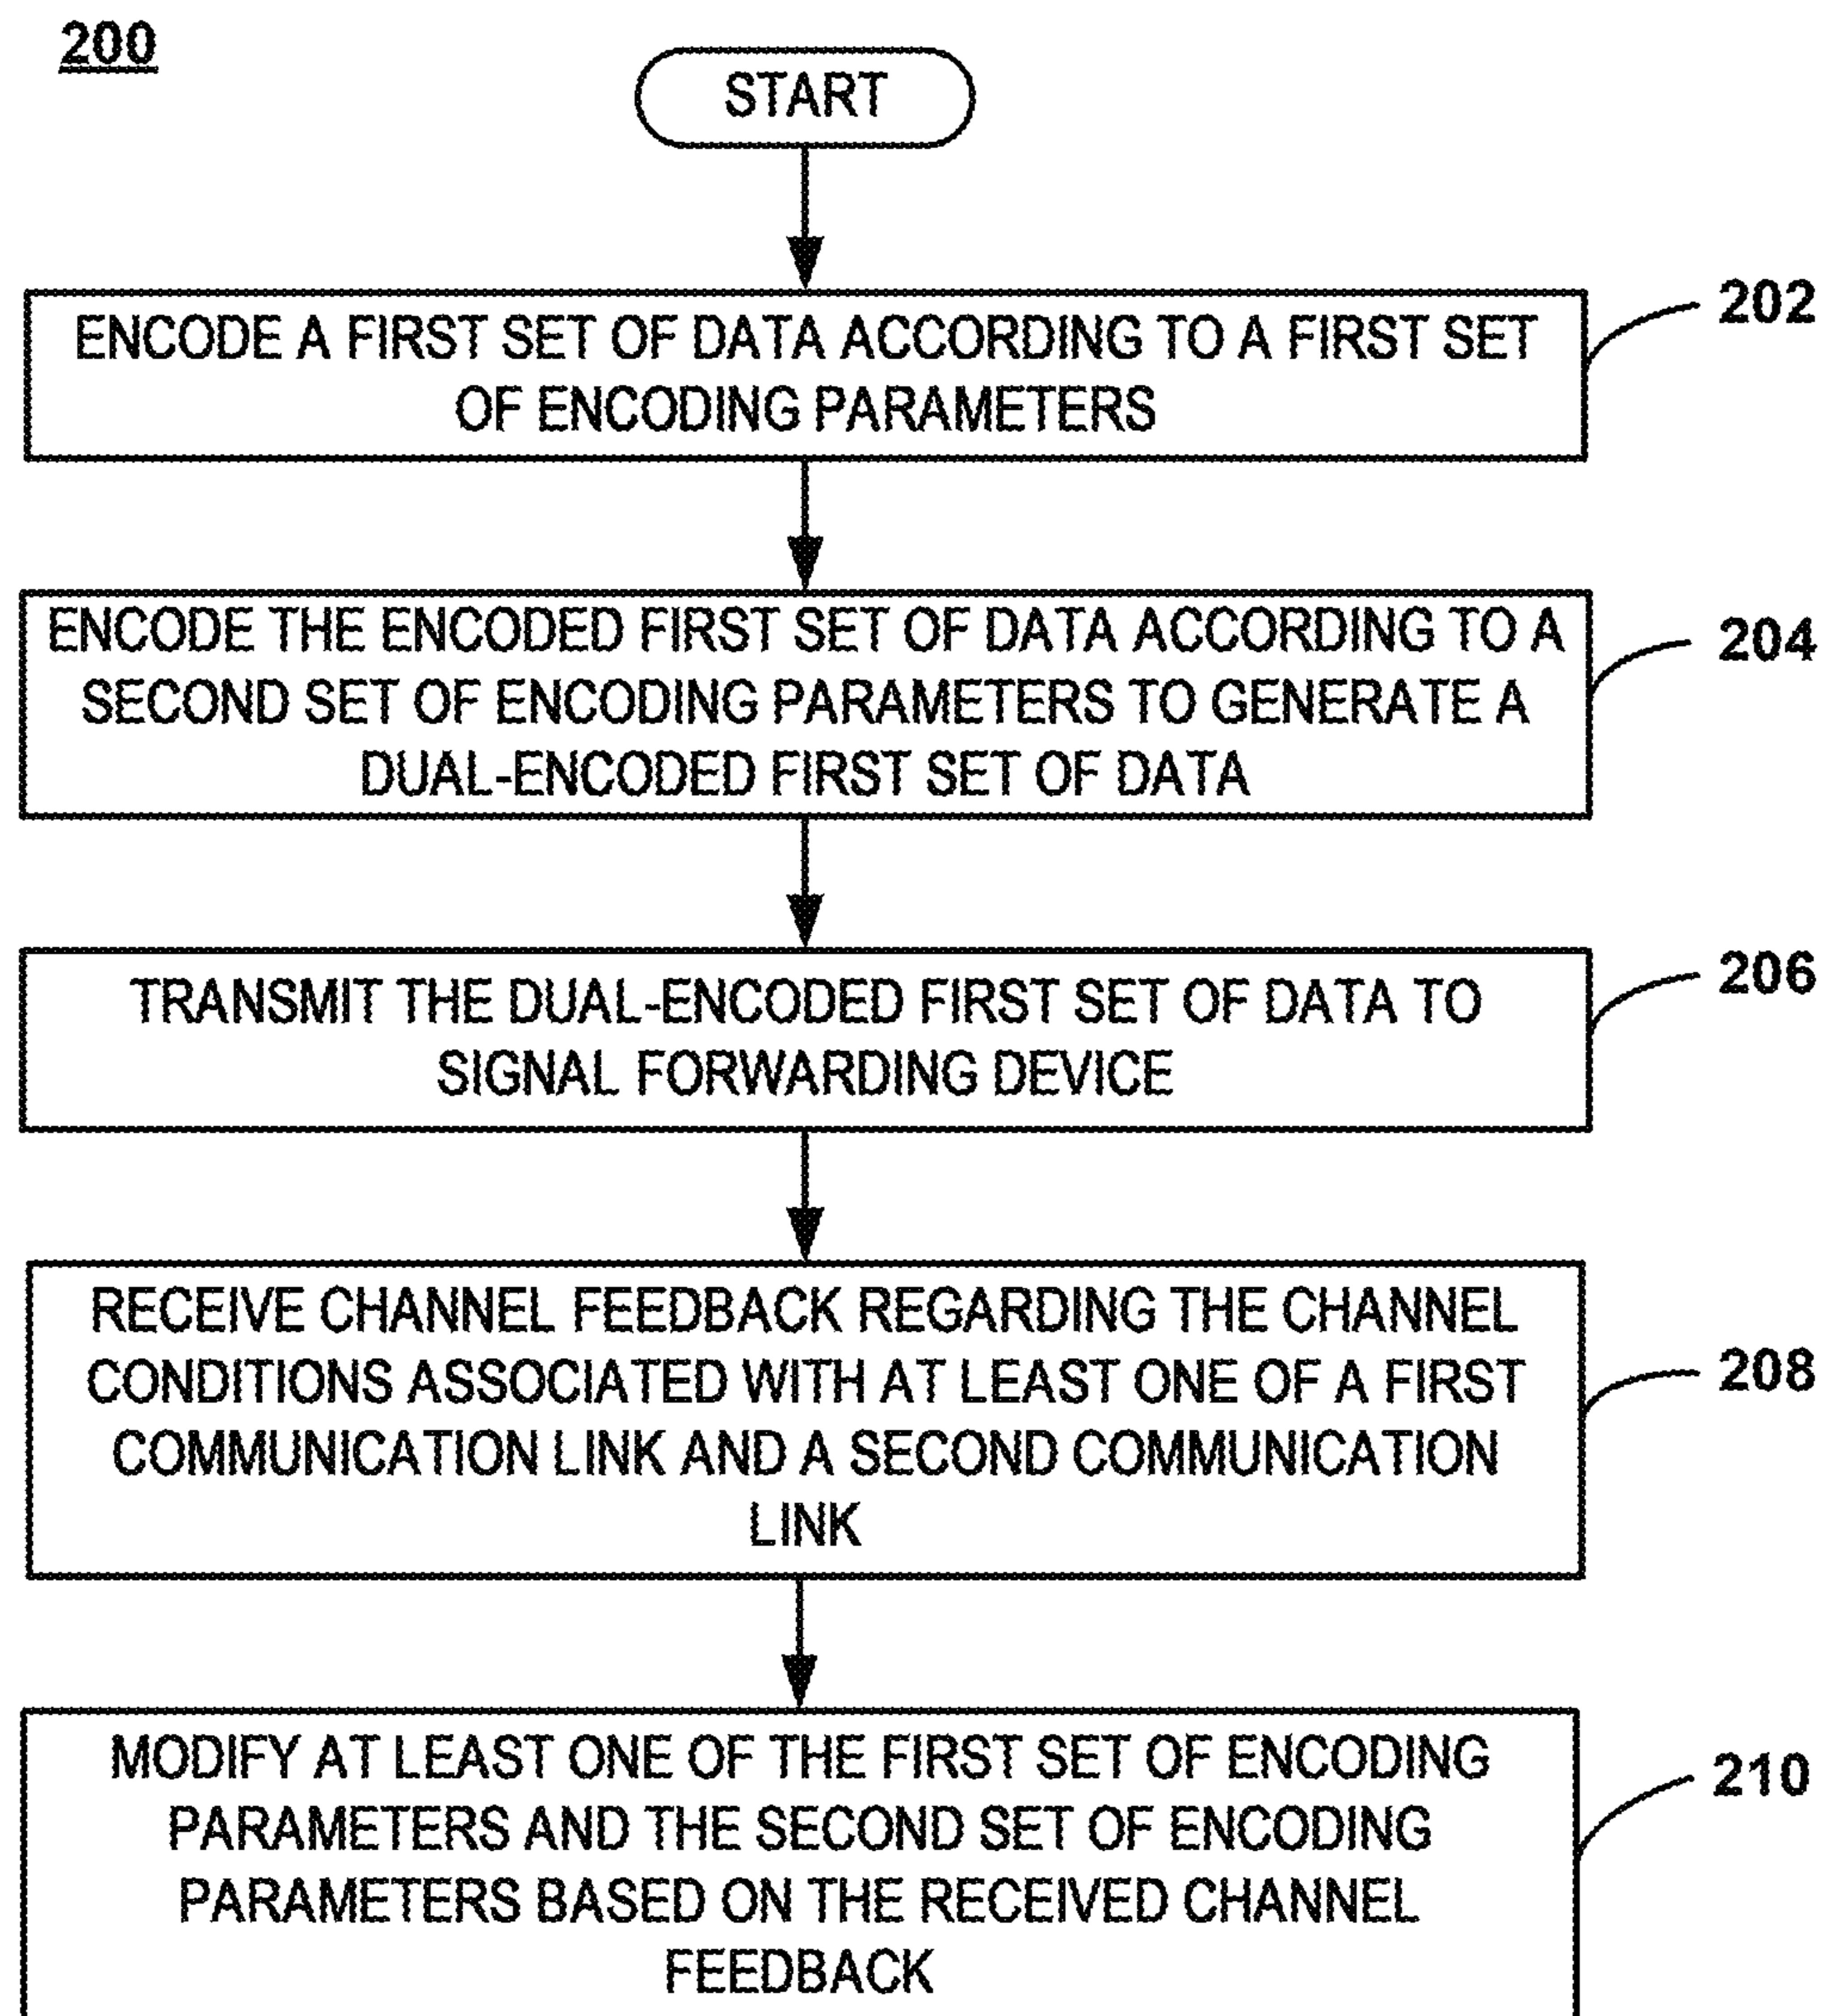 200
START
202
ENCODE A FIRST SET OF DATA ACCORDING TO A FIRST SET
OF ENCODING PARAMETERS
204
ENCODE THE ENCODED FIRST SET OF DATA ACCORDING TO A
SECOND SET OF ENCODING PARAMETERS TO GENERATE A
DUAL-ENCODED FIRST SET OF DATA
206
TRANSMIT THE DUAL-ENCODED FIRST SET OF DATA TO
SIGNAL FORWARDING DEVICE
208
RECEIVE CHANNEL FEEDBACK REGARDING THE CHANNEL
CONDITIONS ASSOCIATED WITH AT LEAST ONE OF A FIRST
COMMUNICATION LINK AND A SECOND COMMUNICATION
LINK
210
MODIFY AT LEAST ONE OF THE FIRST SET OF ENCODING
PARAMETERS AND THE SECOND SET OF ENCODING
PARAMETERS BASED ON THE RECEIVED CHANNEL
FEEDBACK